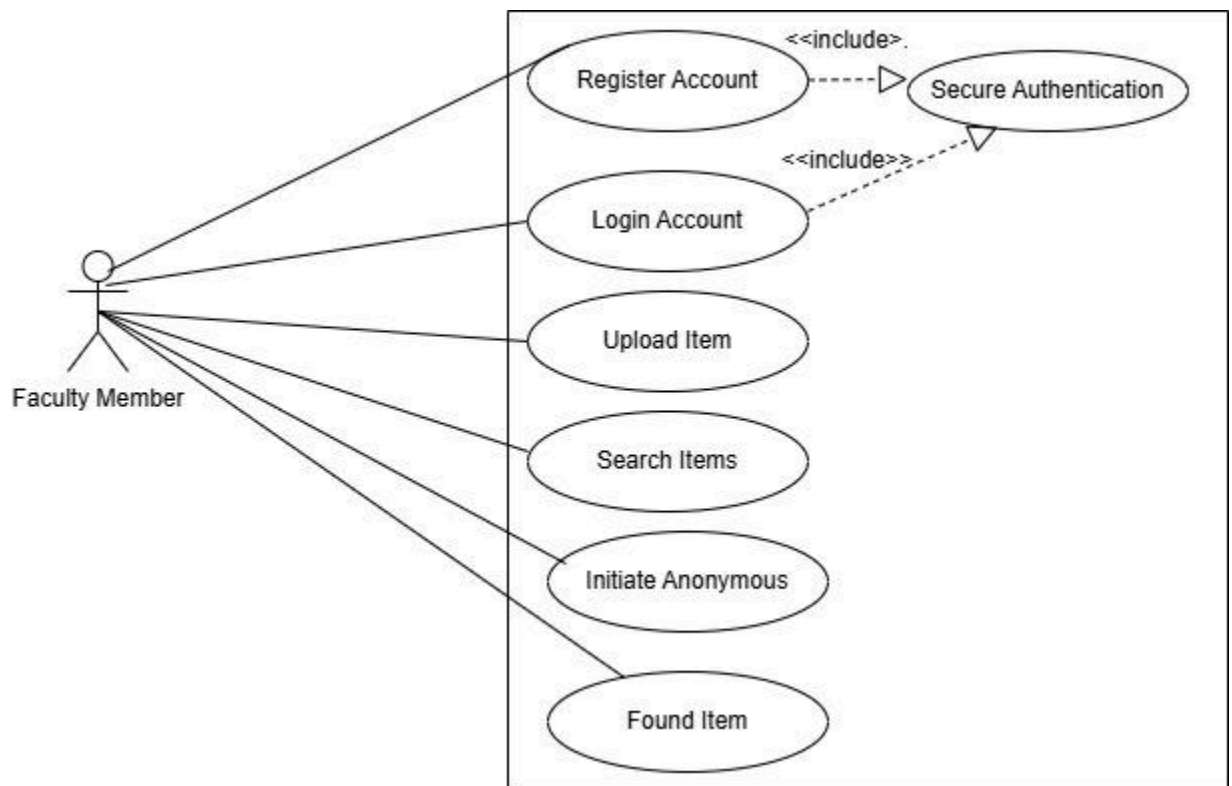 <<include>.
Register Account
Secure Authentication
<<include>>
Login Account
Upload Item
Faculty Member
Search Items
Initiate Anonymous
Found Item